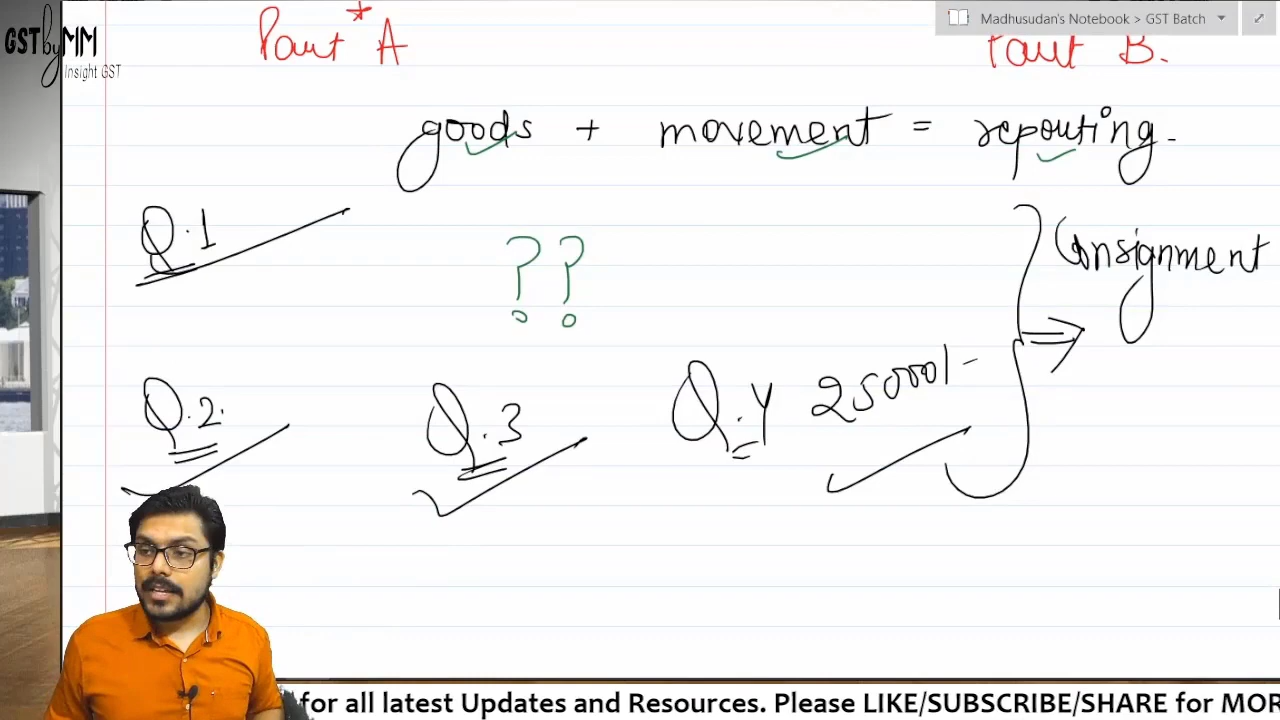 GST by MM
Insight GST
Madhusudan's Notebook > GST Batch
Part * A
Part B.
goods + movement = reporting.
Q.1
??
Consignment
Q.2.
Q.3
Q.4 25000/-
for all latest Updates and Resources. Please LIKE/SUBSCRIBE/SHARE for MOR